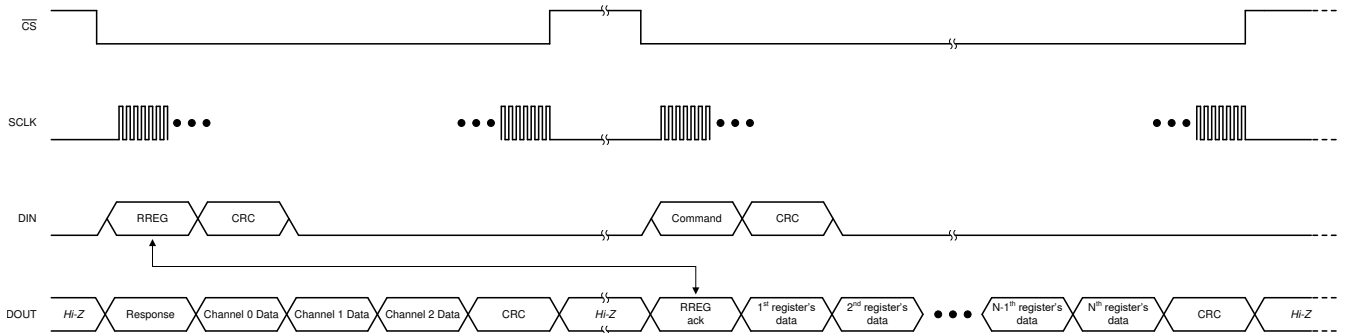 CS
SCLK
DIN
RREG
CRC
Command
CRC
DOUT
Hi-Z
Response
Channel 0 Data
Channel 1 Data
Channel 2 Data
CRC
Hi-Z
RREG
ack
1st register's
data
2nd register's
data
N-1th register's
data
Nth register's
data
CRC
Hi-Z